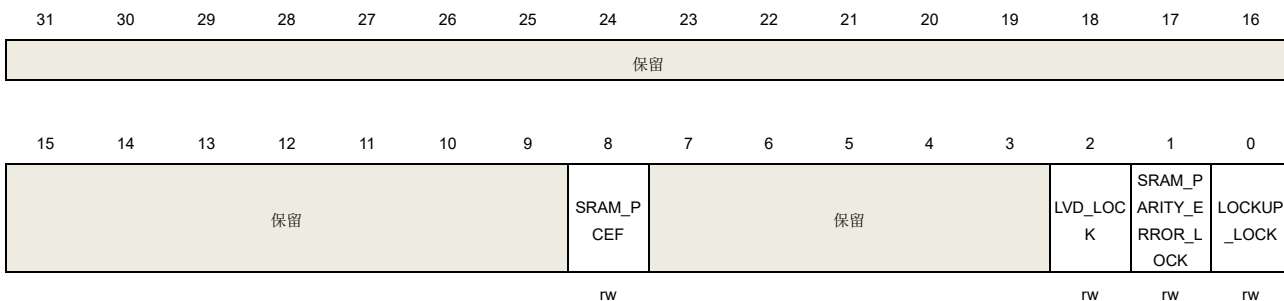 31 30 29 28 27 26 25 24 23 22 21 20 19 18 17 16
保留
15 14 13 12 11 10 9 8 7 6 5 4 3 2 1 0
保留
SRAM_P
CEF
保留
LVD_LOC
K
SRAM_P
ARITY_E
RROR_L
OCK
LOCKUP
_LOCK
rw rw rw rw